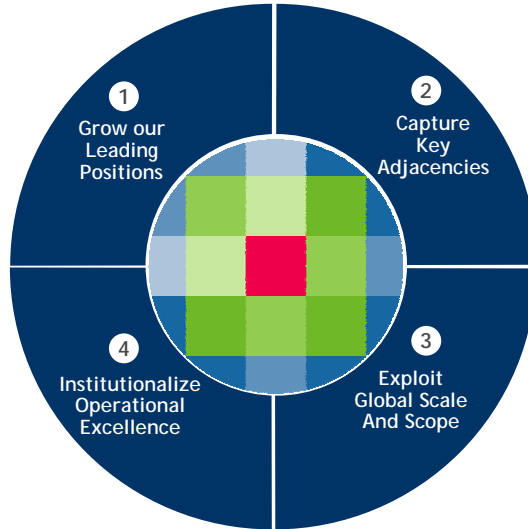 1
Grow our
Leading
Positions
2
Capture
Key
Adjacencies
3
Exploit
Global Scale
And Scope
4
Institutionalize
Operational
Excellence